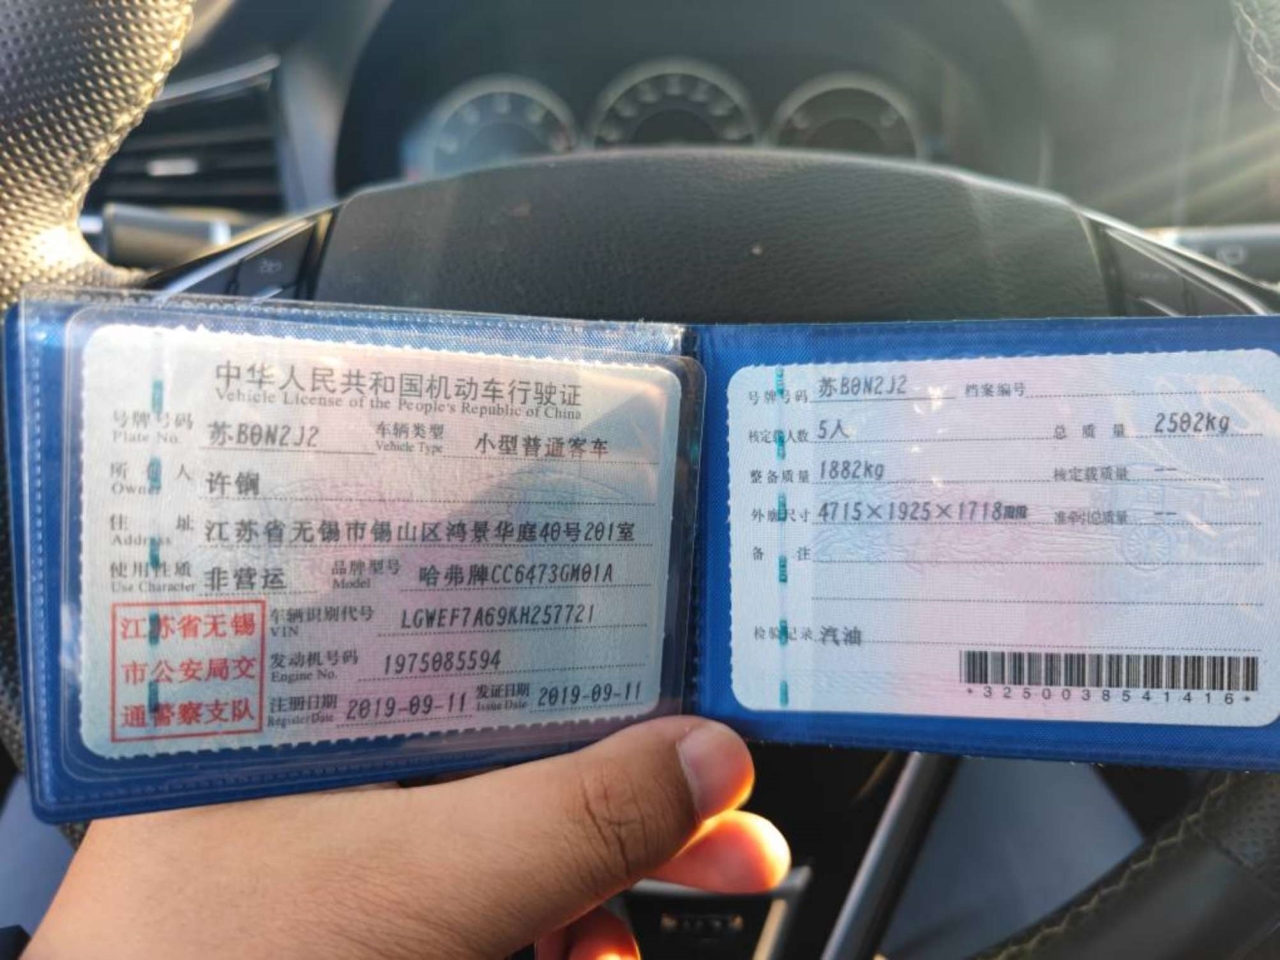 中华人民共和国机动车行驶证
Vehicle License of the People's Republic of China
号牌号码 苏B0N2J2 车辆类型 小型普通客车
Plate No. Vehicle Type
所有人 许钢
Owner
住址 江苏省无锡市锡山区鸿景华庭40号201室
Address
使用性质 非营运 品牌型号 哈弗牌CC6473GM01A
Use Character Model
江苏省无锡
市公安局交
通警察支队
车辆识别代号 LGWEF7A69KH257721
VIN
发动机号码 1975085594
Engine No.
注册日期 2019-09-11 发证日期 2019-09-11
Register Date Issue Date
号牌号码 苏B0N2J2 档案编号
核定载人数 5人 总质量 2502kg
整备质量 1882kg 核定载质量 --
外廓尺寸 4715×1925×1718mm 准牵引总质量 --
备注
检验记录 汽油
*3250038541416*